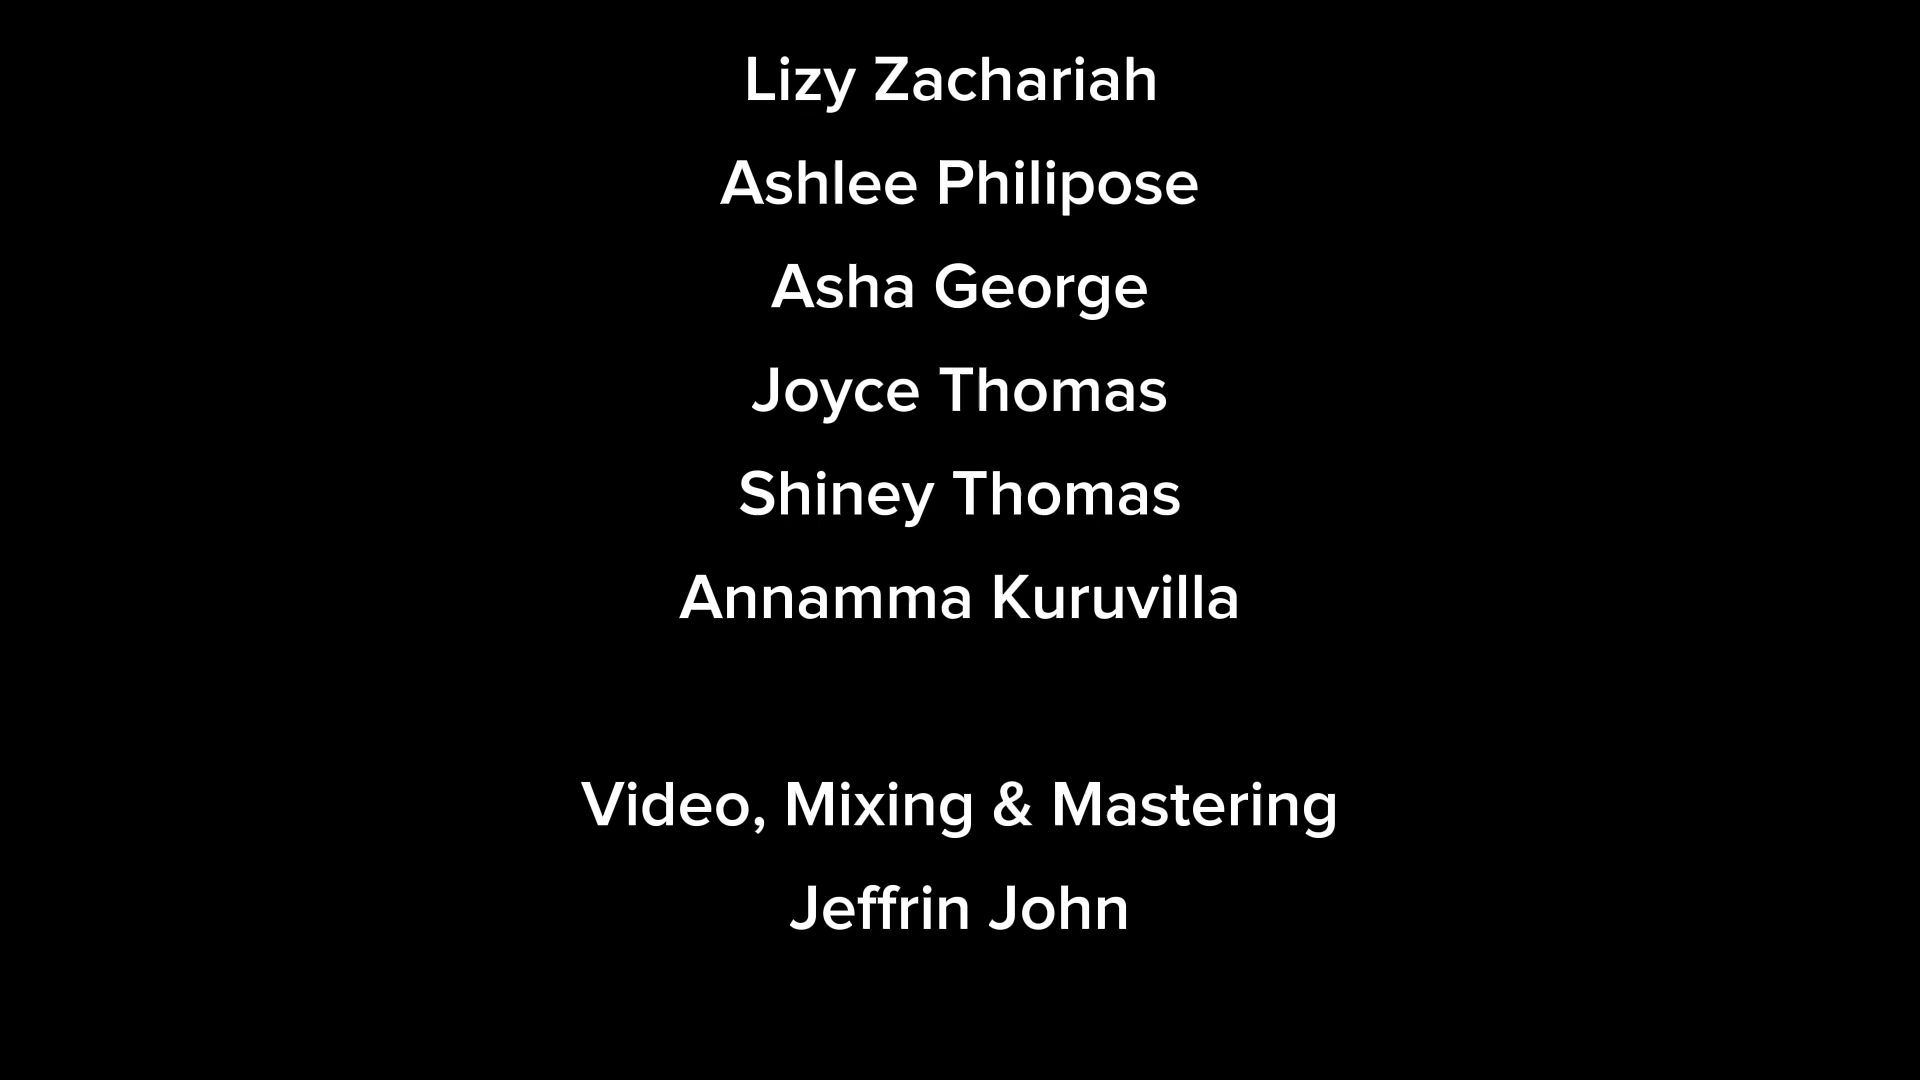 Lizy Zachariah
Ashlee Philipose
Asha George
Joyce Thomas
Shiney Thomas
Annamma Kuruvilla
Video, Mixing & Mastering
Jeffrin John